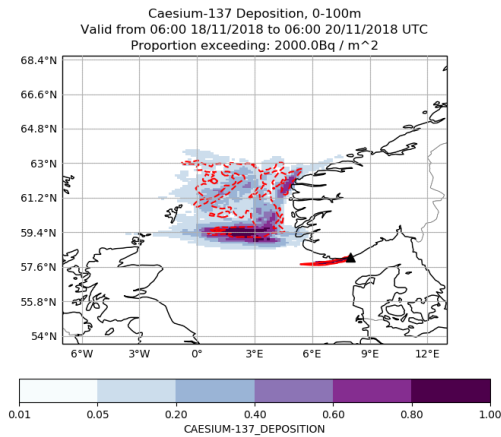 Caesium-137 Deposition, 0-100m
Valid from 06:00 18/11/2018 to 06:00 20/11/2018 UTC
Proportion exceeding: 2000.0Bq / m^2
68.4°N
66.6°N
64.8°N
63°N
61.2°N
59.4°N
57.6°N
55.8°N
54°N
6°W 3°W 0° 3°E 6°E 9°E 12°E
0.01 0.05 0.20 0.40 0.60 0.80 1.00
CAESIUM-137_DEPOSITION